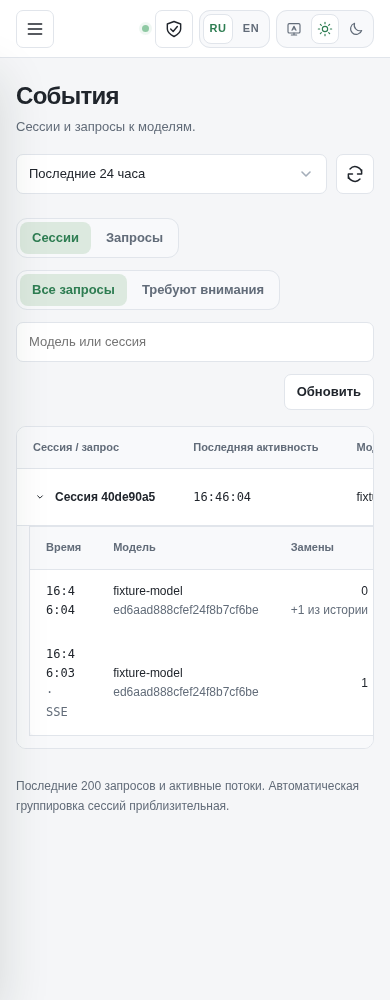 RU EN
События
Сессии и запросы к моделям.
Последние 24 часа
Сессии Запросы
Все запросы Требуют внимания
Модель или сессия
Обновить
Сессия / запрос Последняя активность
Сессия 40de90a5 16:46:04
Время Модель Замены
16:4 fixture-model 0
6:04 ed6aad888cfef24f8b7cf6be +1 из истории
16:4
6:03 fixture-model 1
· ed6aad888cfef24f8b7cf6be
SSE
Последние 200 запросов и активные потоки. Автоматическая
группировка сессий приблизительная.